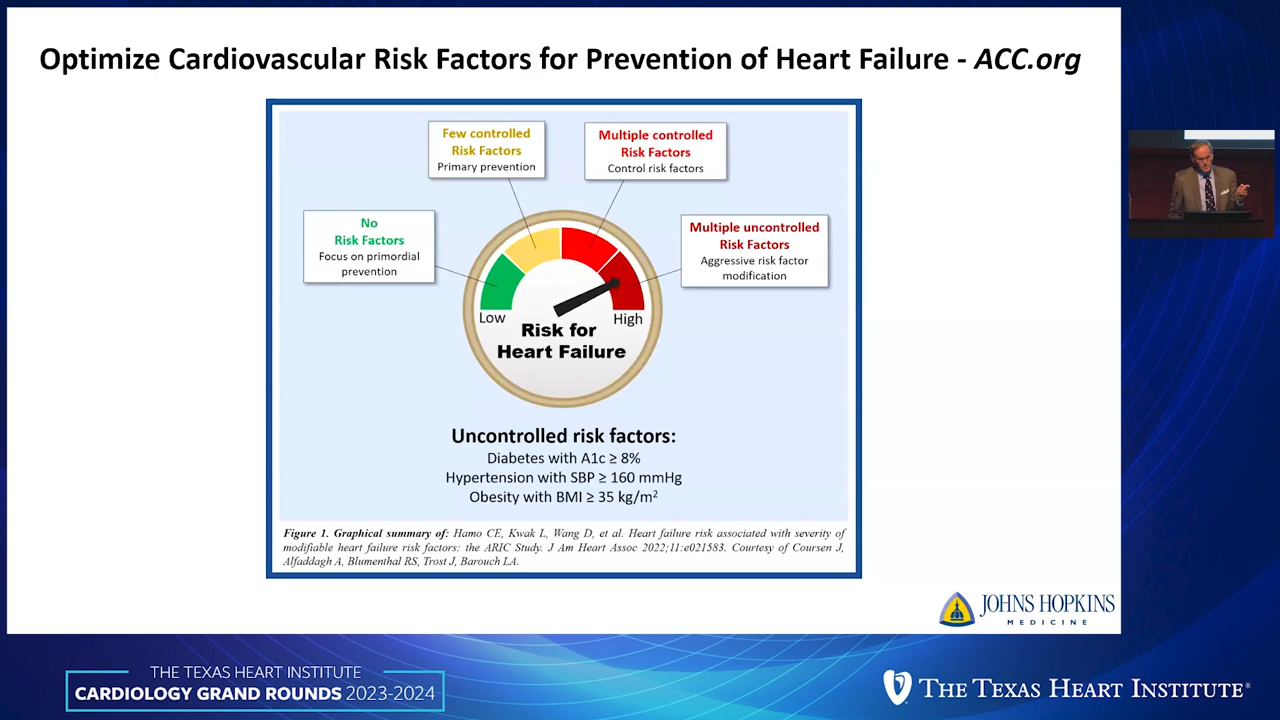 Optimize Cardiovascular Risk Factors for Prevention of Heart Failure - ACC.org
Few controlled
Risk Factors
Primary prevention
Multiple controlled
Risk Factors
Control risk factors
No
Risk Factors
Focus on primordial
prevention
Multiple uncontrolled
Risk Factors
Aggressive risk factor
modification
Low
High
Risk for
Heart Failure
Uncontrolled risk factors:
Diabetes with A1c ≥ 8%
Hypertension with SBP ≥ 160 mmHg
Obesity with BMI ≥ 35 kg/m²
Figure 1. Graphical summary of: Hamo CE, Kwak L, Wang D, et al. Heart failure risk associated with severity of
modifiable heart failure risk factors: the ARIC Study. J Am Heart Assoc 2022;11:e021583. Courtesy of Coursen J,
Alfaddagh A, Blumenthal RS, Trost J, Barouch LA.
JOHNS HOPKINS
MEDICINE
THE TEXAS HEART INSTITUTE
CARDIOLOGY GRAND ROUNDS 2023-2024
THE TEXAS HEART INSTITUTE®